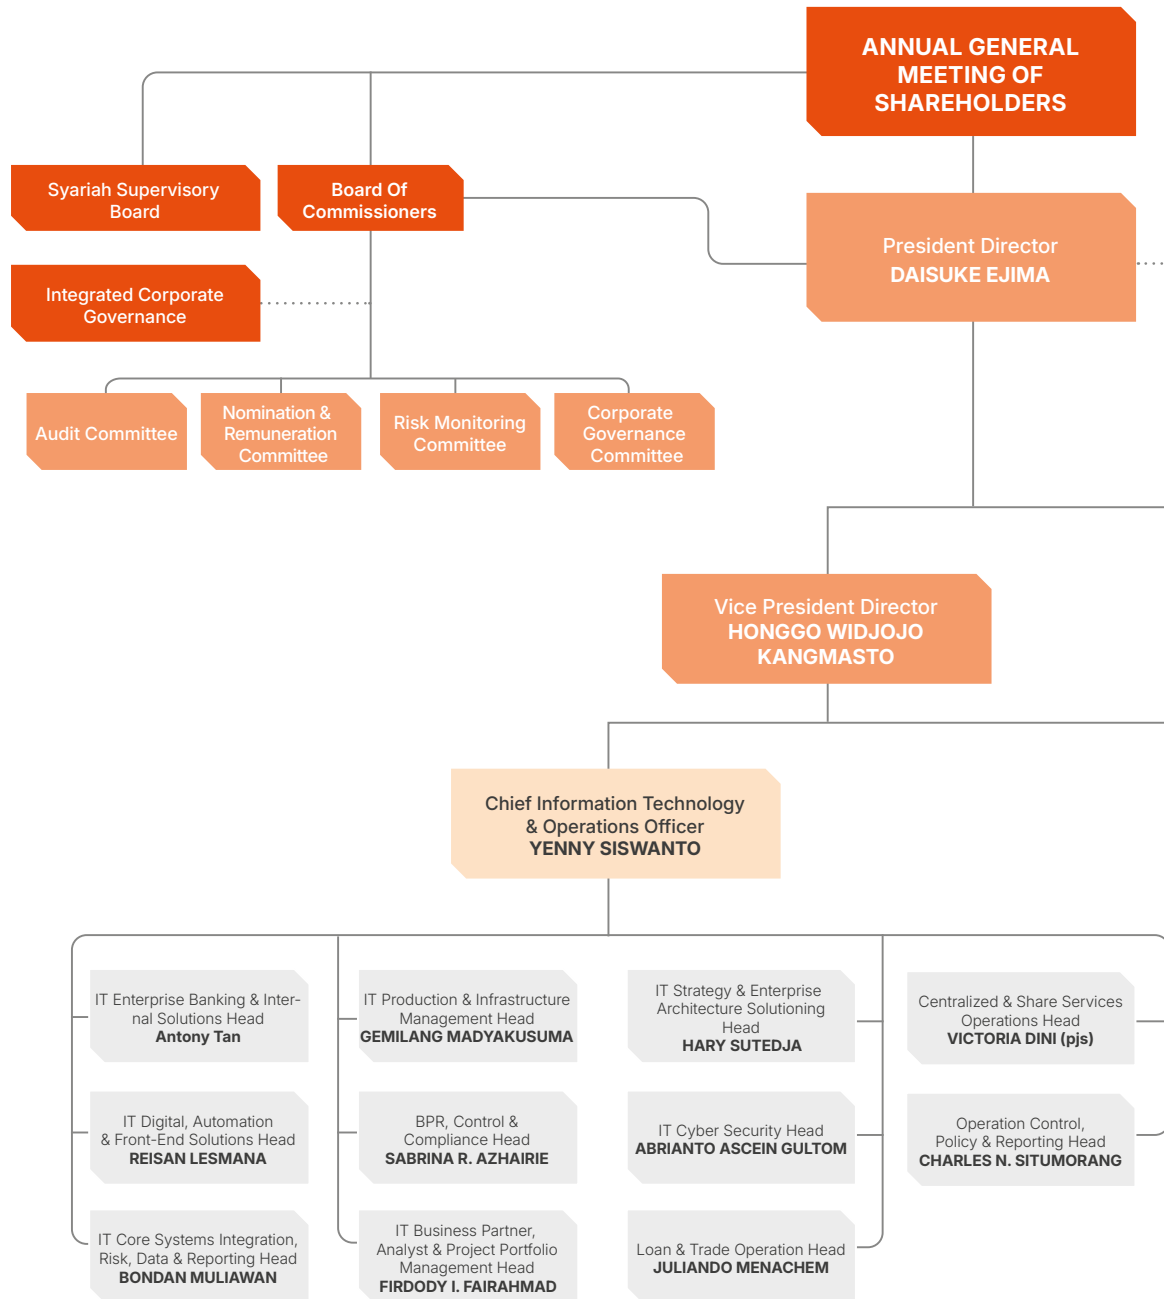 ANNUAL GENERAL
MEETING OF
SHAREHOLDERS
Syariah Supervisory
Board
Board Of
Commissioners
President Director
DAISUKE EJIMA
Integrated Corporate
Governance
Audit Committee
Nomination &
Remuneration
Committee
Risk Monitoring
Committee
Corporate
Governance
Committee
Vice President Director
HONGGO WIDJOJO
KANGMASTO
Chief Information Technology
& Operations Officer
YENNY SISWANTO
IT Enterprise Banking & Inter-
nal Solutions Head
Antony Tan
IT Production & Infrastructure
Management Head
GEMILANG MADYAKUSUMA
IT Strategy & Enterprise
Architecture Solutioning
Head
HARY SUTEDJA
Centralized & Share Services
Operations Head
VICTORIA DINI (pjs)
IT Digital, Automation
& Front-End Solutions Head
REISAN LESMANA
BPR, Control &
Compliance Head
SABRINA R. AZHAIRIE
IT Cyber Security Head
ABRIANTO ASCEIN GULTOM
Operation Control,
Policy & Reporting Head
CHARLES N. SITUMORANG
IT Core Systems Integration,
Risk, Data & Reporting Head
BONDAN MULIAWAN
IT Business Partner,
Analyst & Project Portfolio
Management Head
FIRDODY I. FAIRAHMAD
Loan & Trade Operation Head
JULIANDO MENACHEM